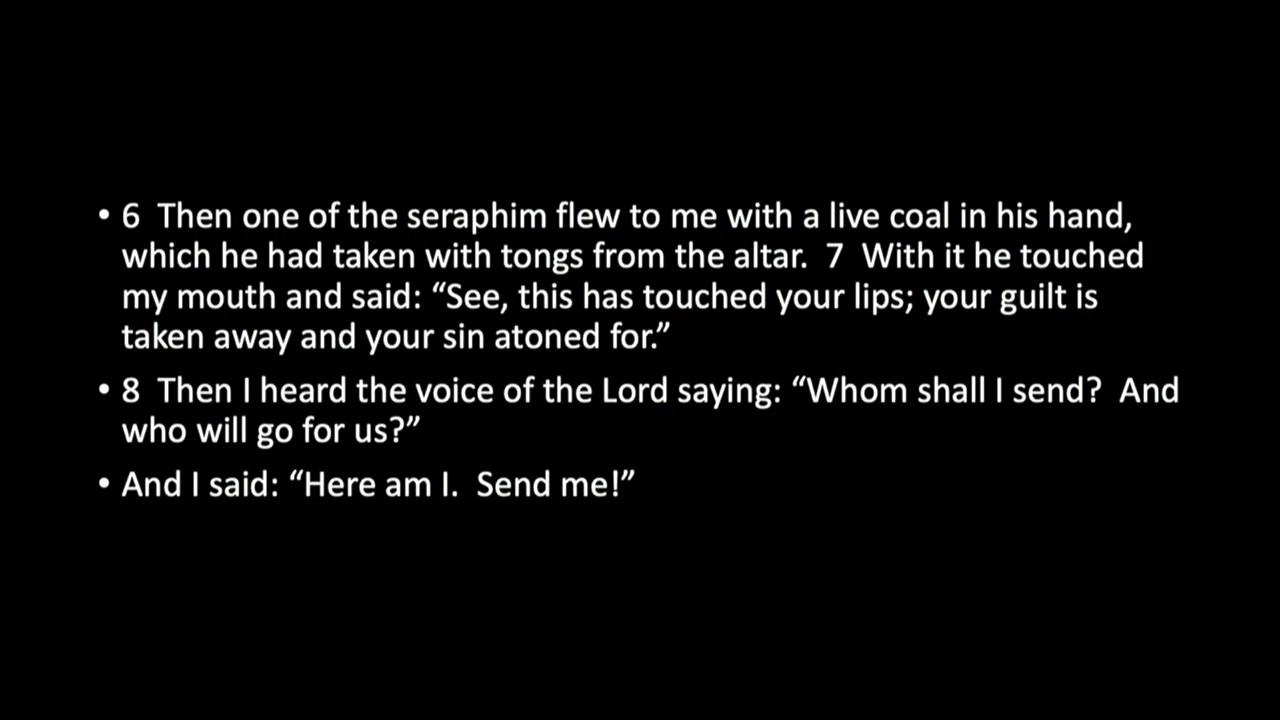 • 6  Then one of the seraphim flew to me with a live coal in his hand,
which he had taken with tongs from the altar.  7  With it he touched
my mouth and said: “See, this has touched your lips; your guilt is
taken away and your sin atoned for.”
• 8  Then I heard the voice of the Lord saying: “Whom shall I send?  And
who will go for us?”
• And I said: “Here am I.  Send me!”